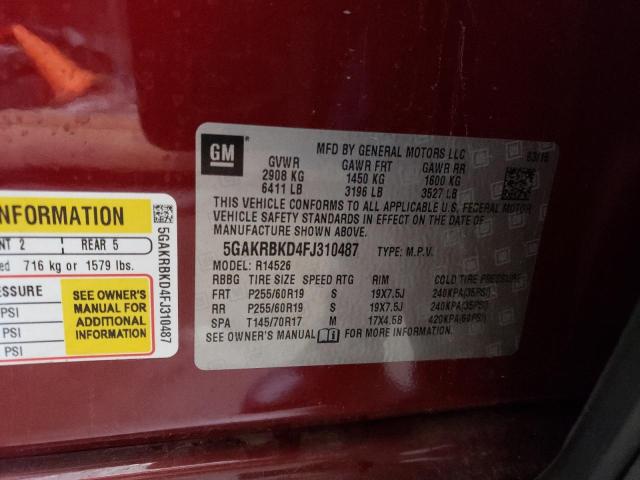 GM
MFD BY GENERAL MOTORS LLC
GVWR GAWR FRT GAWR RR
2908 KG 1450 KG 1600 KG
6411 LB 3196 LB 3527 LB
THIS VEHICLE CONFORMS TO ALL APPLICABLE U.S. FEDERAL MOTOR
VEHICLE SAFETY STANDARDS IN EFFECT ON THE DATE OF
MANUFACTURE SHOWN ABOVE.
5GAKRBKD4FJ310487 TYPE: M.P.V.
MODEL: R14526
RBBG TIRE SIZE SPEED RTG RIM COLD TIRE PRESSURE
FRT P255/60R19 S 19X7.5J 240KPA(35PSI)
RR P255/60R19 S 19X7.5J 240KPA(35PSI)
SPA T145/70R17 M 17X4.5B 420KPA(60PSI)
SEE OWNER'S MANUAL FOR MORE INFORMATION.
INFORMATION
NT 2 REAR 5
ed 716 kg or 1579 lbs.
ESSURE
PSI
PSI
SEE OWNER'S
MANUAL FOR
ADDITIONAL
INFORMATION
5GAKRBKD4FJ310487